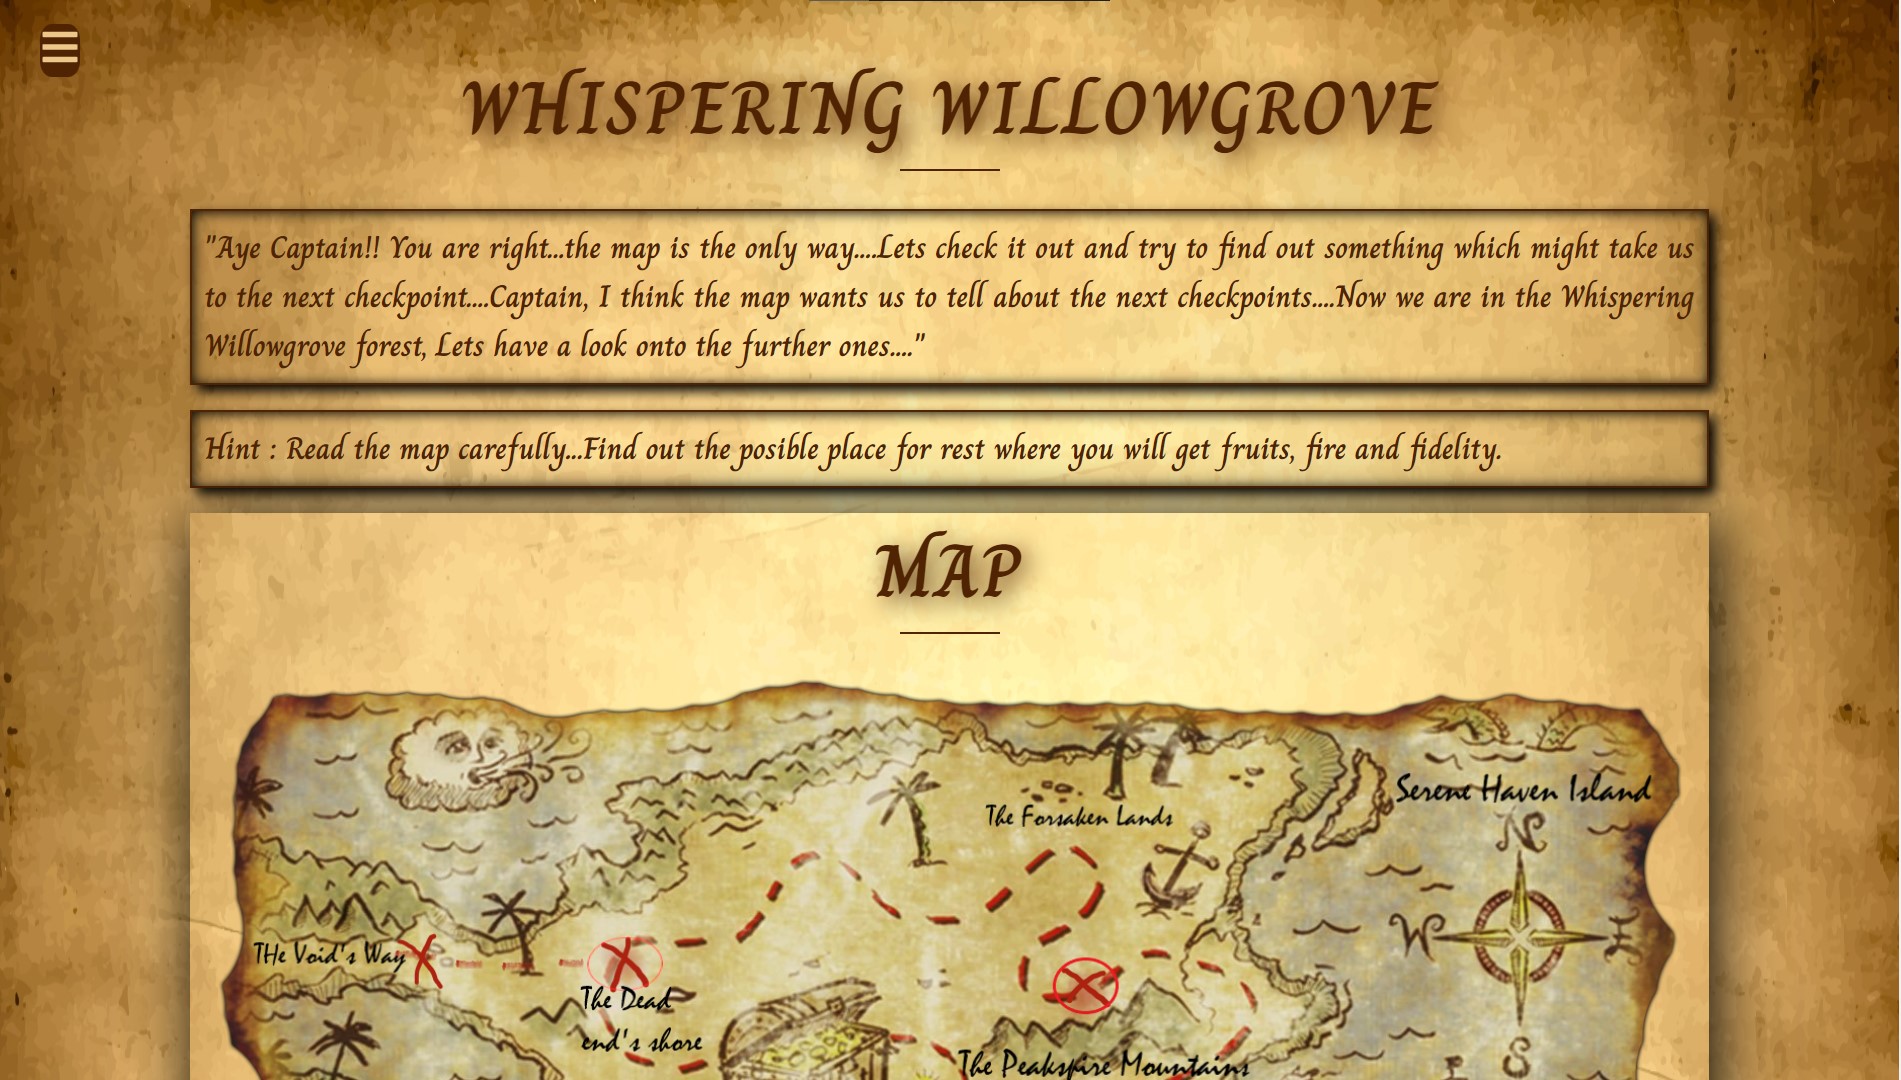 WHISPERING WILLOWGROVE
"Aye Captain!! You are right...the map is the only way....Lets check it out and try to find out something which might take us
to the next checkpoint....Captain, I think the map wants us to tell about the next checkpoints....Now we are in the Whispering
Willowgrove forest, Lets have a look onto the further ones...."
Hint : Read the map carefully...Find out the posible place for rest where you will get fruits, fire and fidelity.
MAP
Serene Haven Island
The Forsaken Lands
N
W
THe Void's Way
The Dead
end's shore
S
The Peakspire Mountains